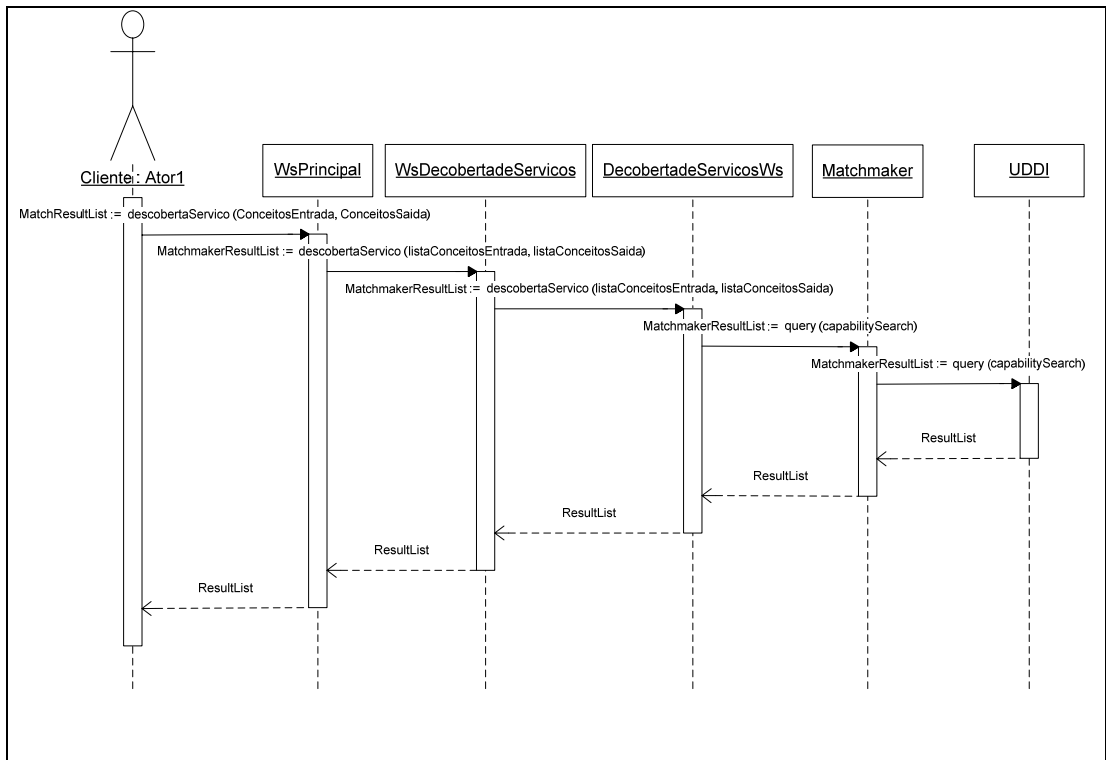 WsPrincipal
WsDecobertadeServicos
DecobertadeServicosWs
Matchmaker
UDDI
Cliente : Ator1
MatchResultList := descobertaServico (ConceitosEntrada, ConceitosSaida)
MatchmakerResultList := descobertaServico (listaConceitosEntrada, listaConceitosSaida)
MatchmakerResultList := descobertaServico (listaConceitosEntrada, listaConceitosSaida)
MatchmakerResultList := query (capabilitySearch)
MatchmakerResultList := query (capabilitySearch)
ResultList
ResultList
ResultList
ResultList
ResultList